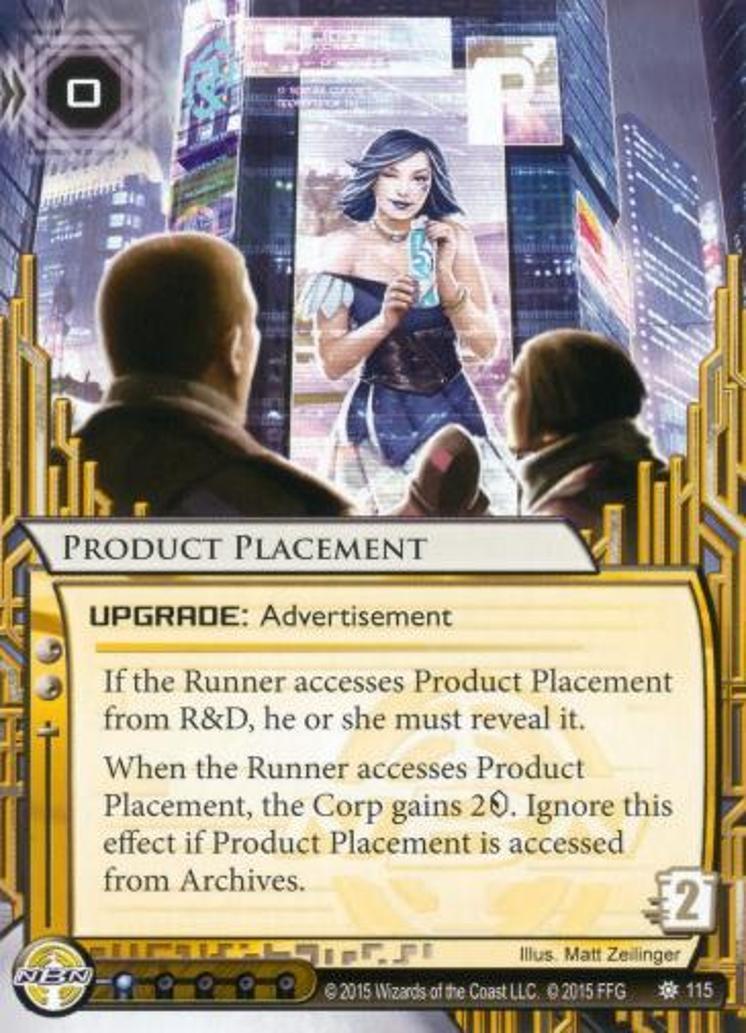 0
PRODUCT PLACEMENT
UPGRADE: Advertisement
If the Runner accesses Product Placement
from R&D, he or she must reveal it.
When the Runner accesses Product
Placement, the Corp gains 2. Ignore this
effect if Product Placement is accessed
from Archives.
2
Illus. Matt Zeilinger
NBN
© 2015 Wizards of the Coast LLC. © 2015 FFG 115